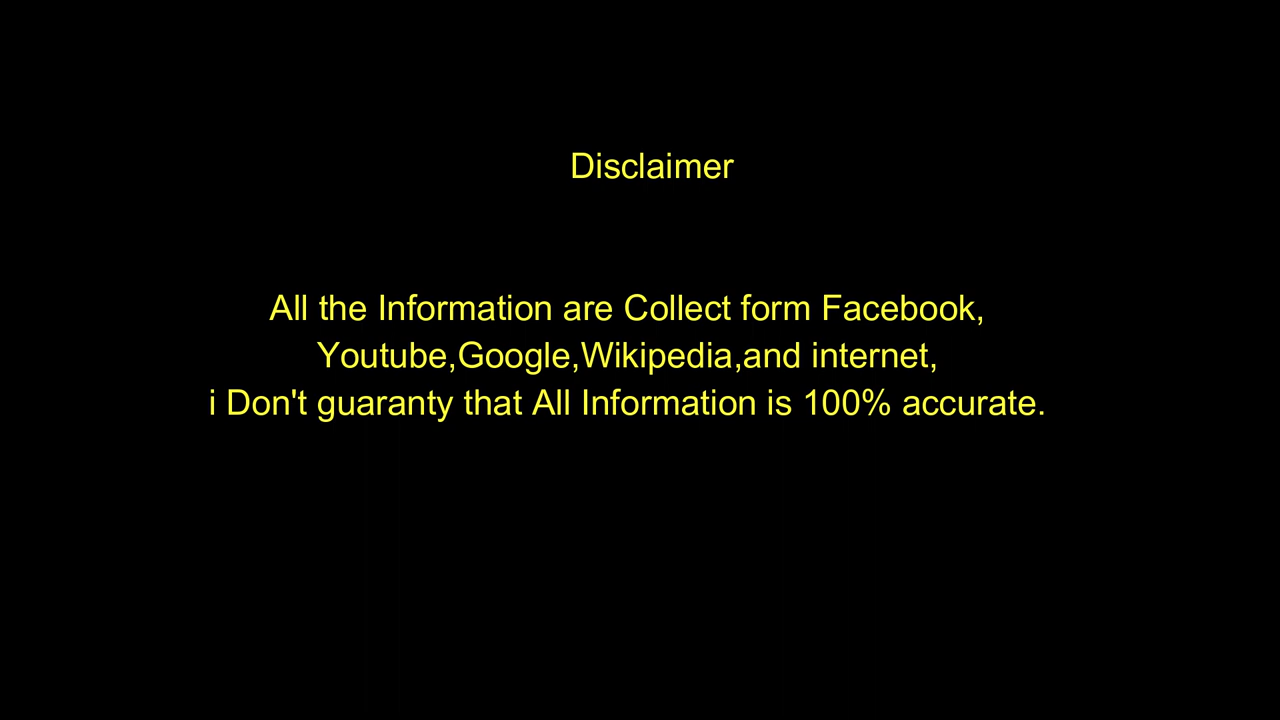 Disclaimer
All the Information are Collect form Facebook,
Youtube,Google,Wikipedia,and internet,
i Don't guaranty that All Information is 100% accurate.